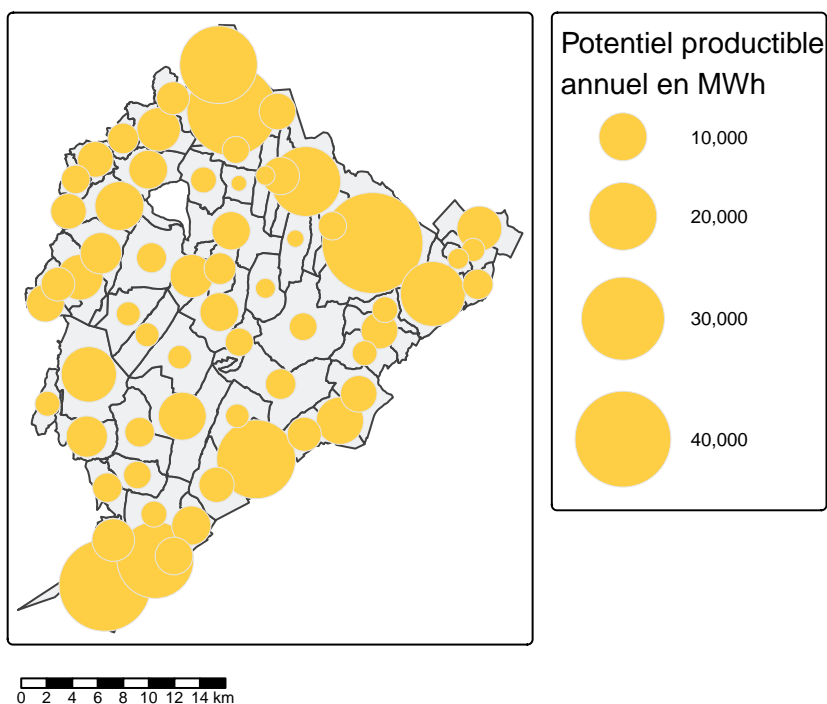 Potentiel productible
annuel en MWh
10,000
20,000
30,000
40,000
0 2 4 6 8 10 12 14 km